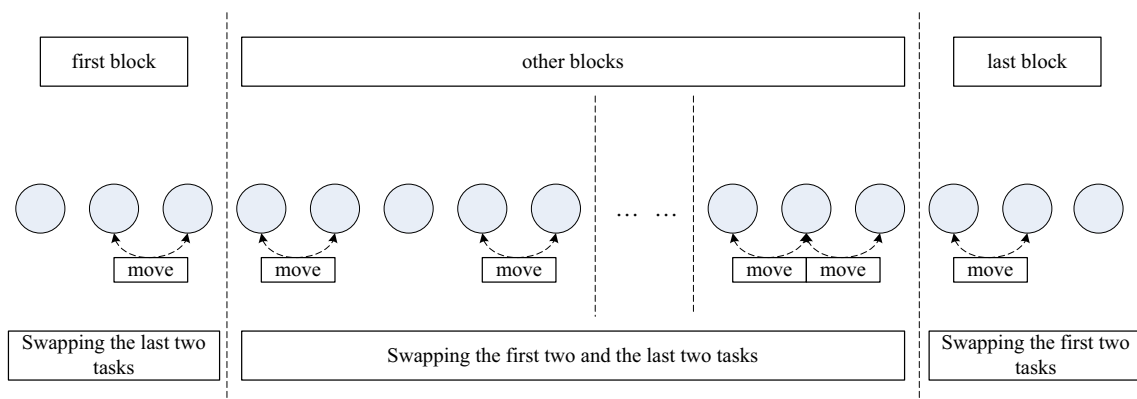 first block
other blocks
last block
... ...
move
move
move
move
move
move
Swapping the last two
tasks
Swapping the first two and the last two tasks
Swapping the first two
tasks